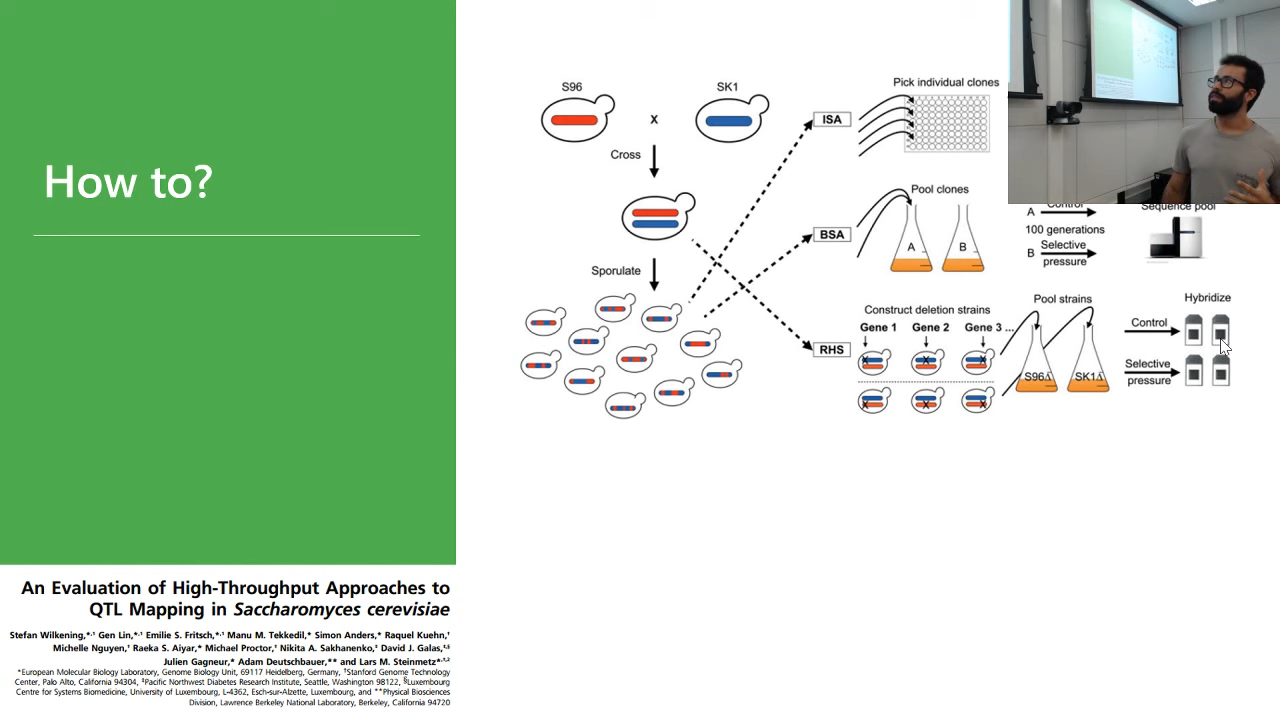 How to?
An Evaluation of High-Throughput Approaches to
QTL Mapping in Saccharomyces cerevisiae
Stefan Wilkening,*,¹ Gen Lin,*,¹ Emilie S. Fritsch,*,¹ Manu M. Tekkedil,* Simon Anders,* Raquel Kuehn,†
Michelle Nguyen,† Raeka S. Aiyar,* Michael Proctor,† Nikita A. Sakhanenko,‡ David J. Galas,‡,§
Julien Gagneur,* Adam Deutschbauer,** and Lars M. Steinmetz*,†,²
*European Molecular Biology Laboratory, Genome Biology Unit, 69117 Heidelberg, Germany, †Stanford Genome Technology
Center, Palo Alto, California 94304, ‡Pacific Northwest Diabetes Research Institute, Seattle, Washington 98122, §Luxembourg
Centre for Systems Biomedicine, University of Luxembourg, L-4362, Esch-sur-Alzette, Luxembourg, and **Physical Biosciences
Division, Lawrence Berkeley National Laboratory, Berkeley, California 94720
S96
SK1
X
Cross
Sporulate
ISA
Pick individual clones
BSA
Pool clones
A
B
A Control
100 generations
B Selective
pressure
Sequence pool
RHS
Construct deletion strains
Gene 1 Gene 2 Gene 3 ...
X X X
X X X
Pool strains
S96Δ
SK1Δ
Control
Selective
pressure
Hybridize